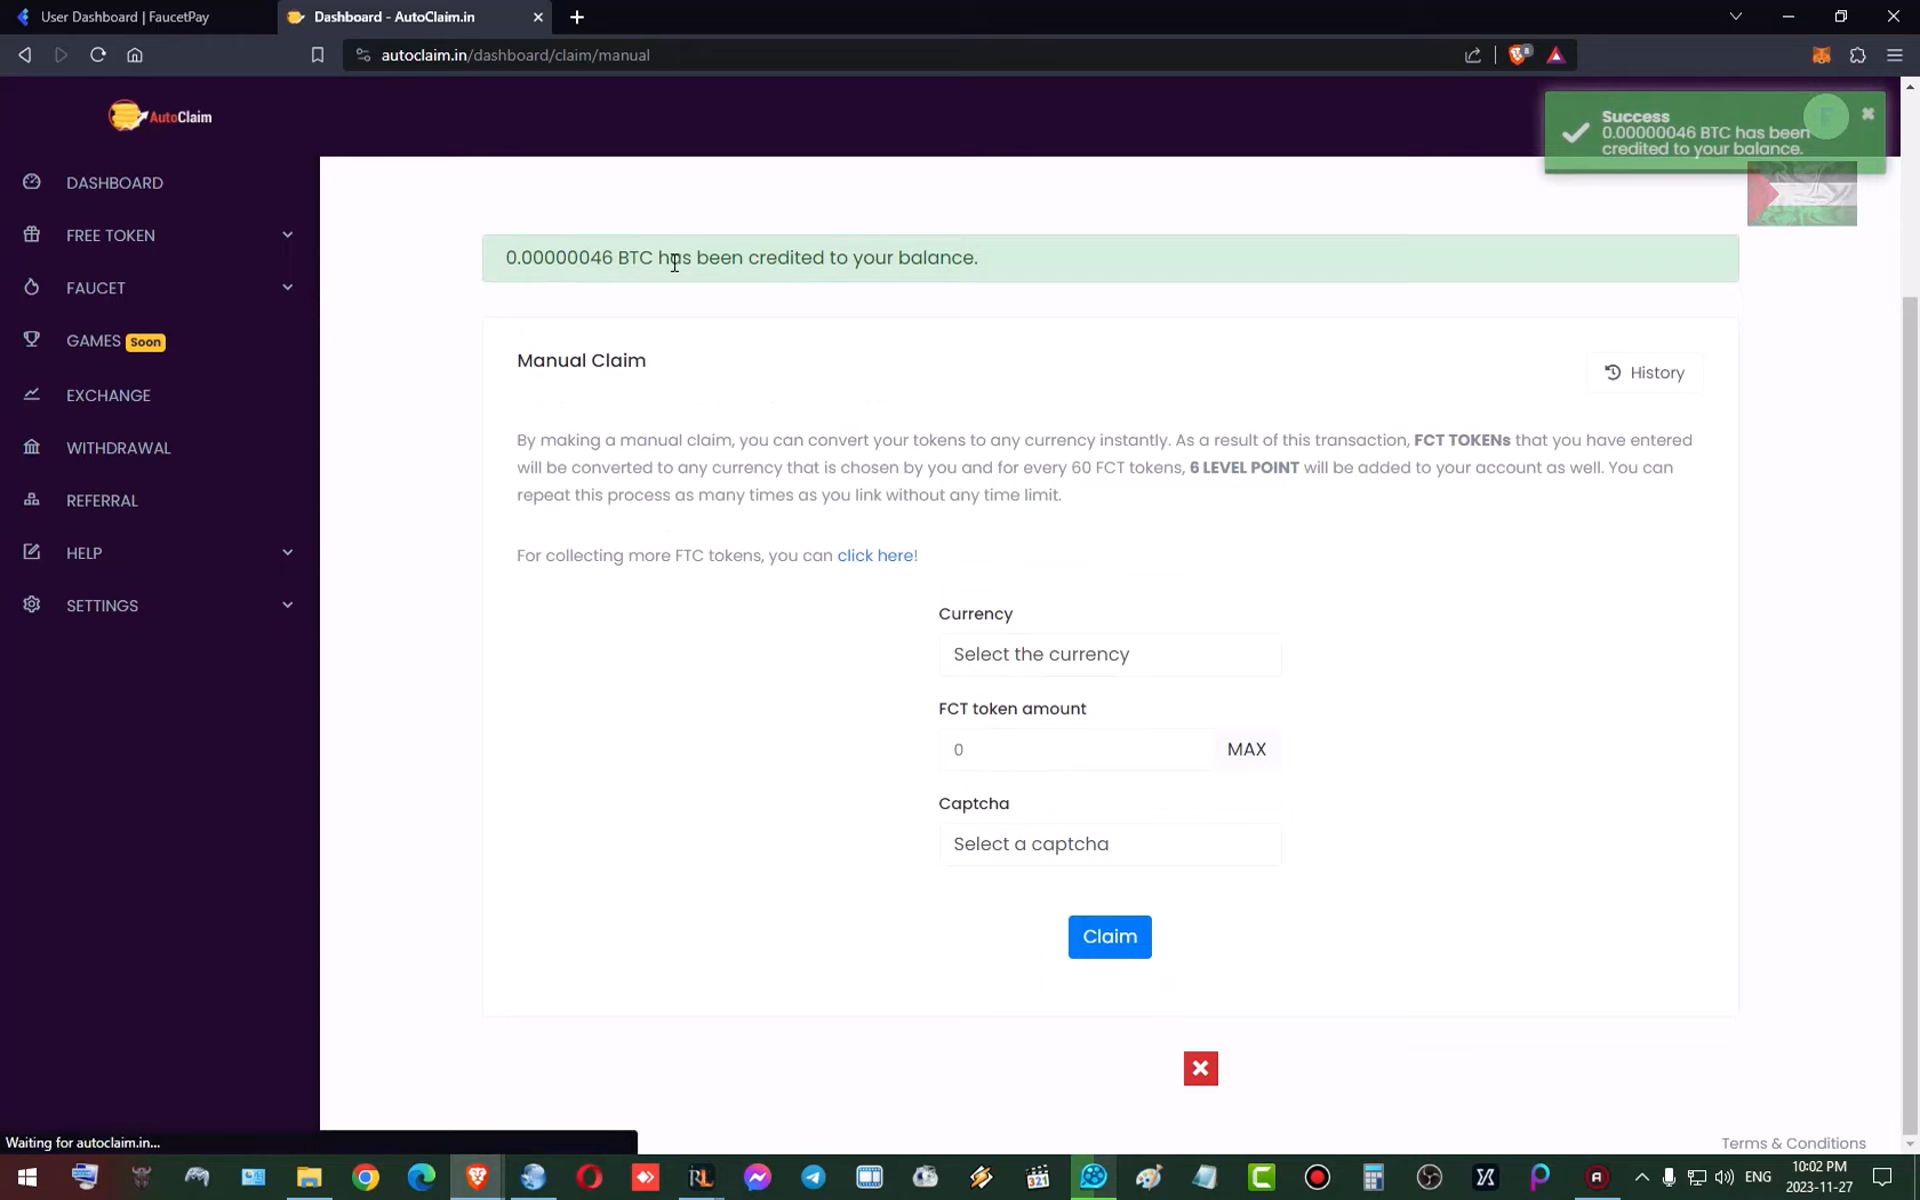 User Dashboard | FaucetPay
Dashboard - AutoClaim.in
autoclaim.in/dashboard/claim/manual
8
AutoClaim
Success
0.00000046 BTC has been
credited to your balance.
DASHBOARD
FREE TOKEN
FAUCET
GAMES Soon
EXCHANGE
WITHDRAWAL
REFERRAL
HELP
SETTINGS
0.00000046 BTC has been credited to your balance.
Manual Claim
History
By making a manual claim, you can convert your tokens to any currency instantly. As a result of this transaction, FCT TOKENs that you have entered
will be converted to any currency that is chosen by you and for every 60 FCT tokens, 6 LEVEL POINT will be added to your account as well. You can
repeat this process as many times as you link without any time limit.
For collecting more FTC tokens, you can click here!
Currency
Select the currency
FCT token amount
0
MAX
Captcha
Select a captcha
Claim
Waiting for autoclaim.in...
Terms & Conditions
RL
321
ENG
10:02 PM
2023-11-27